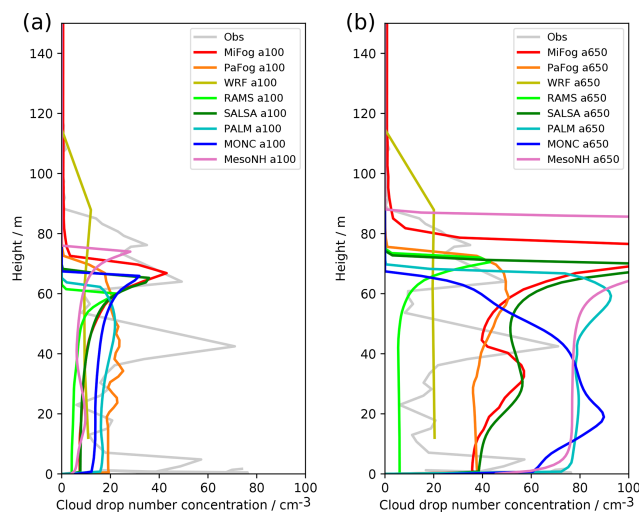 (a)
(b)
Obs
MiFog a100
PaFog a100
WRF a100
RAMS a100
SALSA a100
PALM a100
MONC a100
MesoNH a100
Obs
MiFog a650
PaFog a650
WRF a650
RAMS a650
SALSA a650
PALM a650
MONC a650
MesoNH a650
Height / m
140
120
100
80
60
40
20
0
0 20 40 60 80 100
Cloud drop number concentration / cm-3
Height / m
140
120
100
80
60
40
20
0
0 20 40 60 80 100
Cloud drop number concentration / cm-3